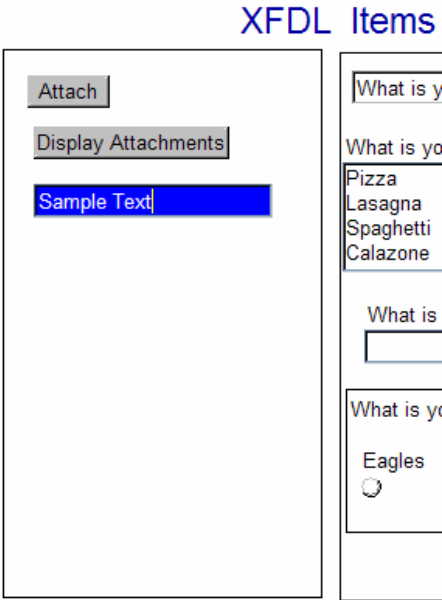 XFDL Items
Attach
Display Attachments
Sample Text
What is y
What is yo
Pizza
Lasagna
Spaghetti
Calazone
What is
What is yo
Eagles